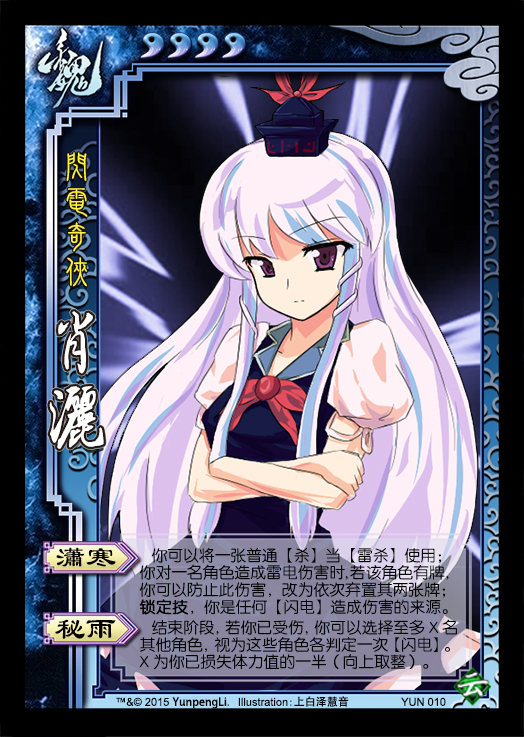 魏
閃電奇俠
肖灑
瀟寒
你可以将一张普通【杀】当【雷杀】使用；
你对一名角色造成雷电伤害时,若该角色有牌,
你可以防止此伤害，改为依次弃置其两张牌；
锁定技，你是任何【闪电】造成伤害的来源。
秘雨
结束阶段，若你已受伤，你可以选择至多X名
其他角色，视为这些角色各判定一次【闪电】。
X为你已损失体力值的一半（向上取整）。
™&© 2015 YunpengLi. Illustration：上白泽慧音
YUN 010
云